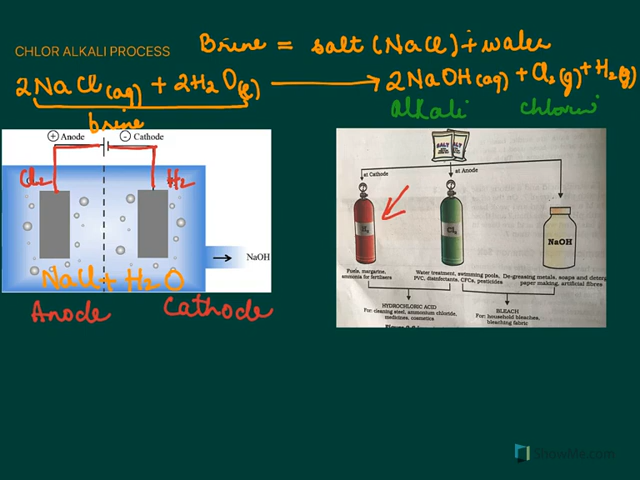 CHLOR ALKALI PROCESS
Brine = salt (NaCl) + water
2NaCl(aq) + 2H2O(l) → 2NaOH(aq) + Cl2(g) + H2(g)
brine
alkali
+ Anode
- Cathode
Cl2
H2
NaOH
NaCl + H2O
Anode
Cathode
SALT
at Cathode
at Anode
NaOH
Fuels, margarine,
ammonia for fertilisers
Water treatment, swimming pools,
PVC, disinfectants, CFCs, pesticides
De-greasing metals, soaps and
paper making, artificial fibres
HYDROCHLORIC ACID
For: cleaning steel, ammonium chloride,
medicines, cosmetics
BLEACH
For: household bleaches,
bleaching fabric
ShowMe.com